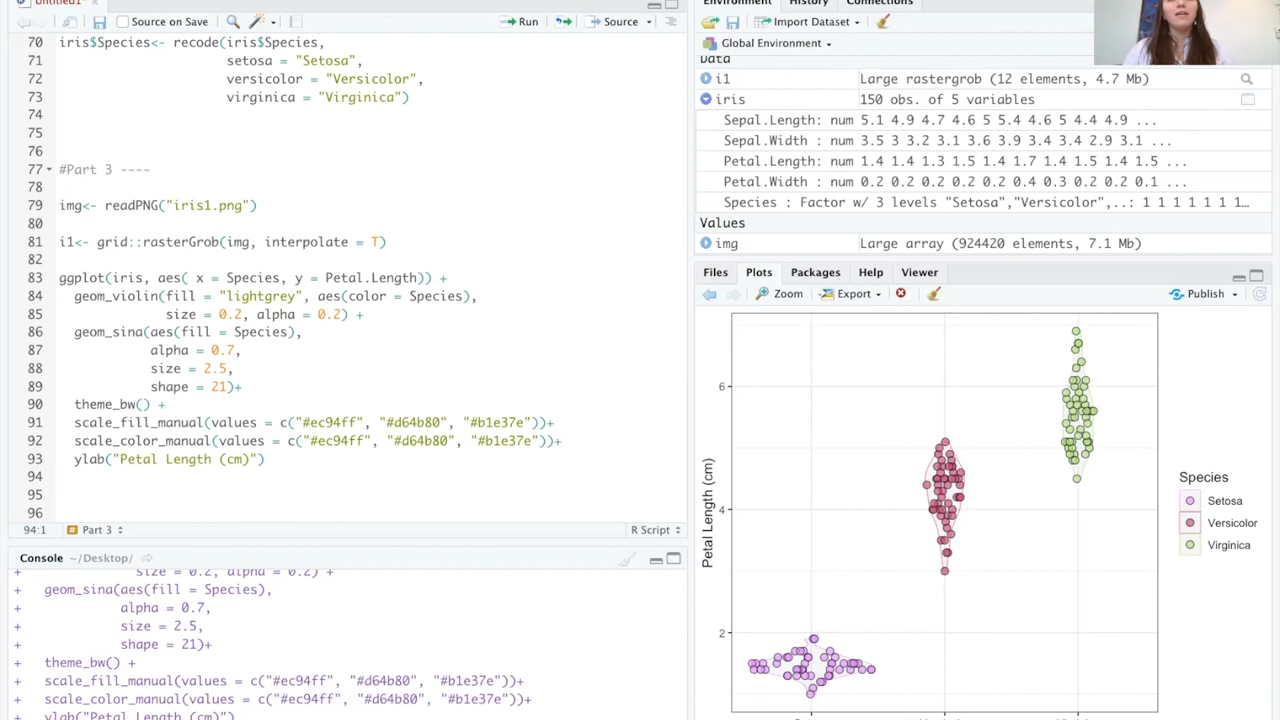 Untitled1*
Source on Save
Run
Source
70 iris$Species<- recode(iris$Species,
71 setosa = "Setosa",
72 versicolor = "Versicolor",
73 virginica = "Virginica")
74
75
76
77 #Part 3 ----
78
79 img<- readPNG("iris1.png")
80
81 i1<- grid::rasterGrob(img, interpolate = T)
82
83 ggplot(iris, aes( x = Species, y = Petal.Length)) +
84 geom_violin(fill = "lightgrey", aes(color = Species),
85 size = 0.2, alpha = 0.2) +
86 geom_sina(aes(fill = Species),
87 alpha = 0.7,
88 size = 2.5,
89 shape = 21)+
90 theme_bw() +
91 scale_fill_manual(values = c("#ec94ff", "#d64b80", "#b1e37e"))+
92 scale_color_manual(values = c("#ec94ff", "#d64b80", "#b1e37e"))+
93 ylab("Petal Length (cm)")
94
95
96
94:1 Part 3 R Script
Console ~/Desktop/
+ size = 0.2, alpha = 0.2) +
+ geom_sina(aes(fill = Species),
+ alpha = 0.7,
+ size = 2.5,
+ shape = 21)+
+ theme_bw() +
+ scale_fill_manual(values = c("#ec94ff", "#d64b80", "#b1e37e"))+
+ scale_color_manual(values = c("#ec94ff", "#d64b80", "#b1e37e"))+
+ ylab("Petal Length (cm)")
Environment History Connections
Import Dataset
Global Environment
Data
i1 Large rastergrob (12 elements, 4.7 Mb)
iris 150 obs. of 5 variables
Sepal.Length: num 5.1 4.9 4.7 4.6 5 5.4 4.6 5 4.4 4.9 ...
Sepal.Width : num 3.5 3 3.2 3.1 3.6 3.9 3.4 3.4 2.9 3.1 ...
Petal.Length: num 1.4 1.4 1.3 1.5 1.4 1.7 1.4 1.5 1.4 1.5 ...
Petal.Width : num 0.2 0.2 0.2 0.2 0.2 0.4 0.3 0.2 0.2 0.1 ...
Species : Factor w/ 3 levels "Setosa","Versicolor",..: 1 1 1 1 1 1 1…
Values
img Large array (924420 elements, 7.1 Mb)
Files Plots Packages Help Viewer
Zoom Export Publish
Petal Length (cm)
6
4
2
Species
Setosa
Versicolor
Virginica